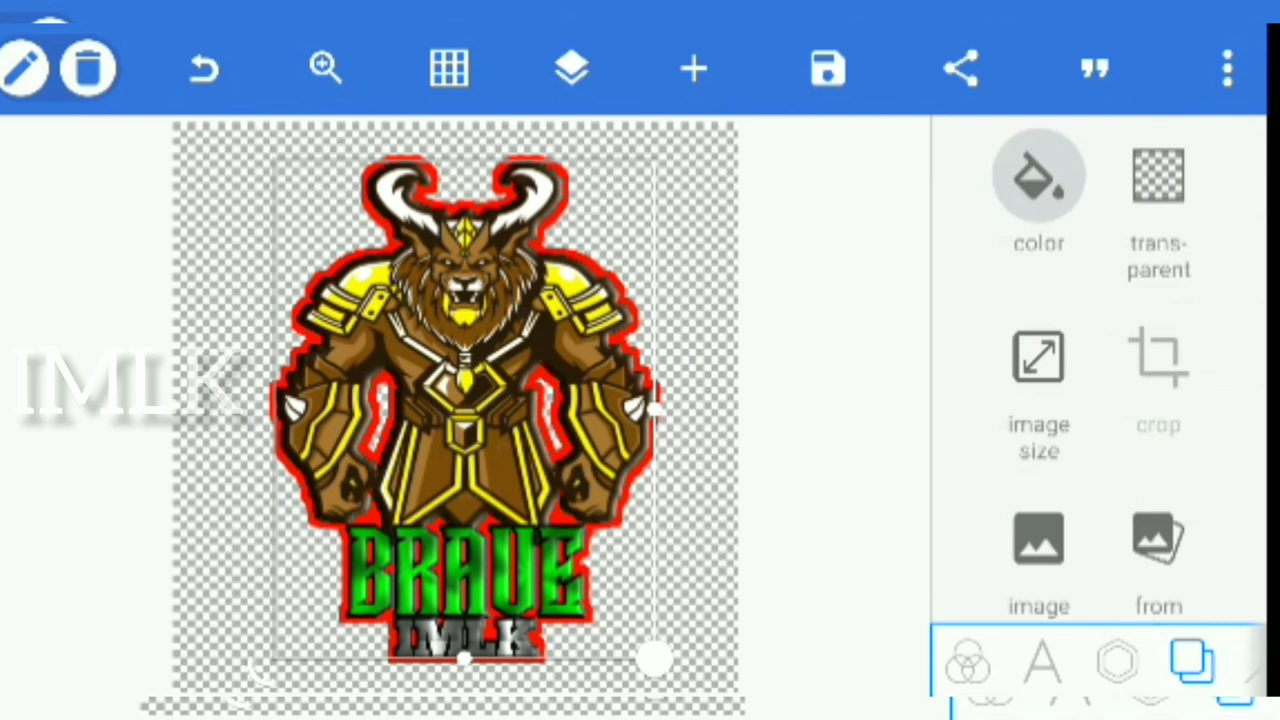 color
trans-
parent
IMLK
image
size
crop
BRAVE
IMLK
image
from